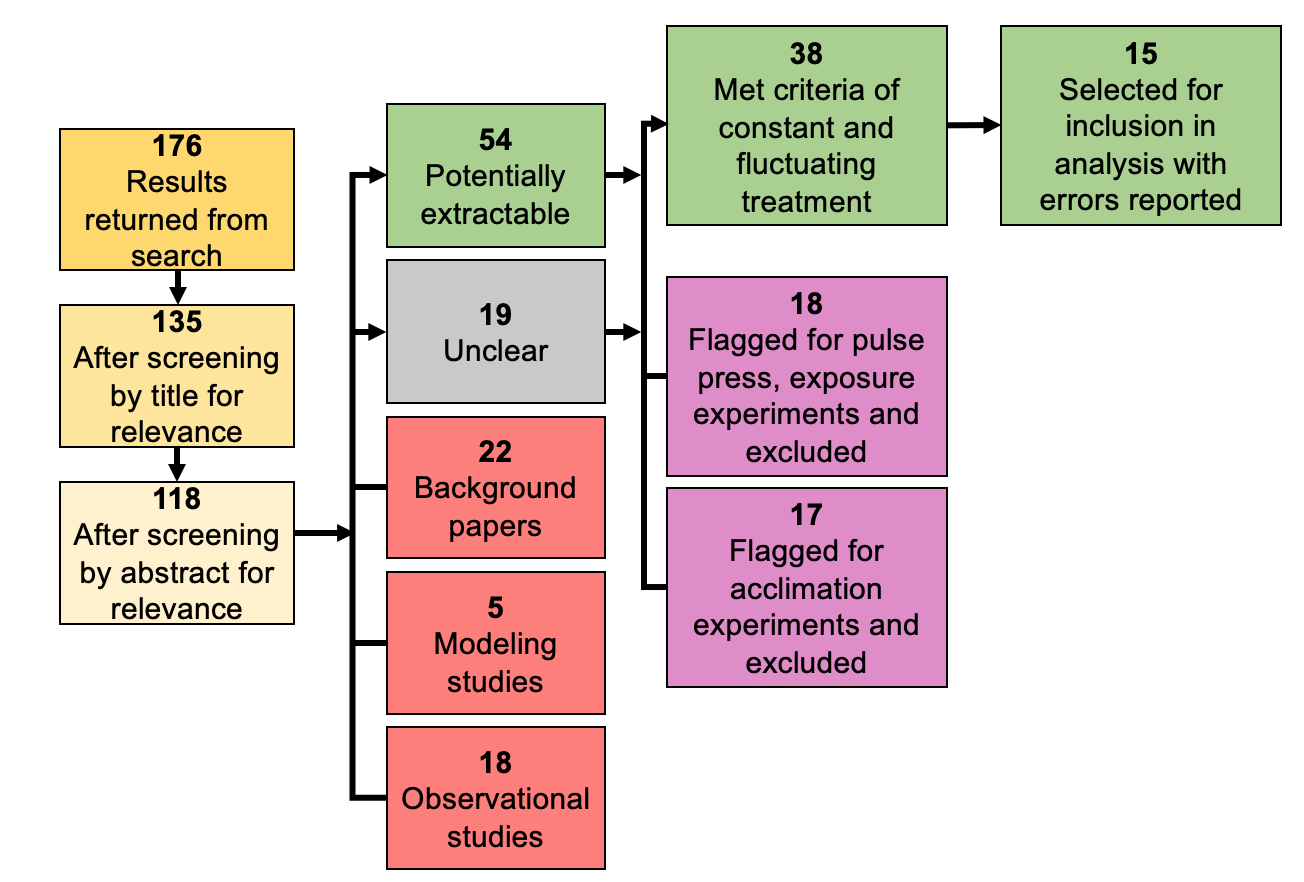 176
Results
returned from
search
135
After screening
by title for
relevance
118
After screening
by abstract for
relevance
54
Potentially
extractable
19
Unclear
22
Background
papers
5
Modeling
studies
18
Observational
studies
38
Met criteria of
constant and
fluctuating
treatment
18
Flagged for pulse
press, exposure
experiments and
excluded
17
Flagged for
acclimation
experiments and
excluded
15
Selected for
inclusion in
analysis with
errors reported